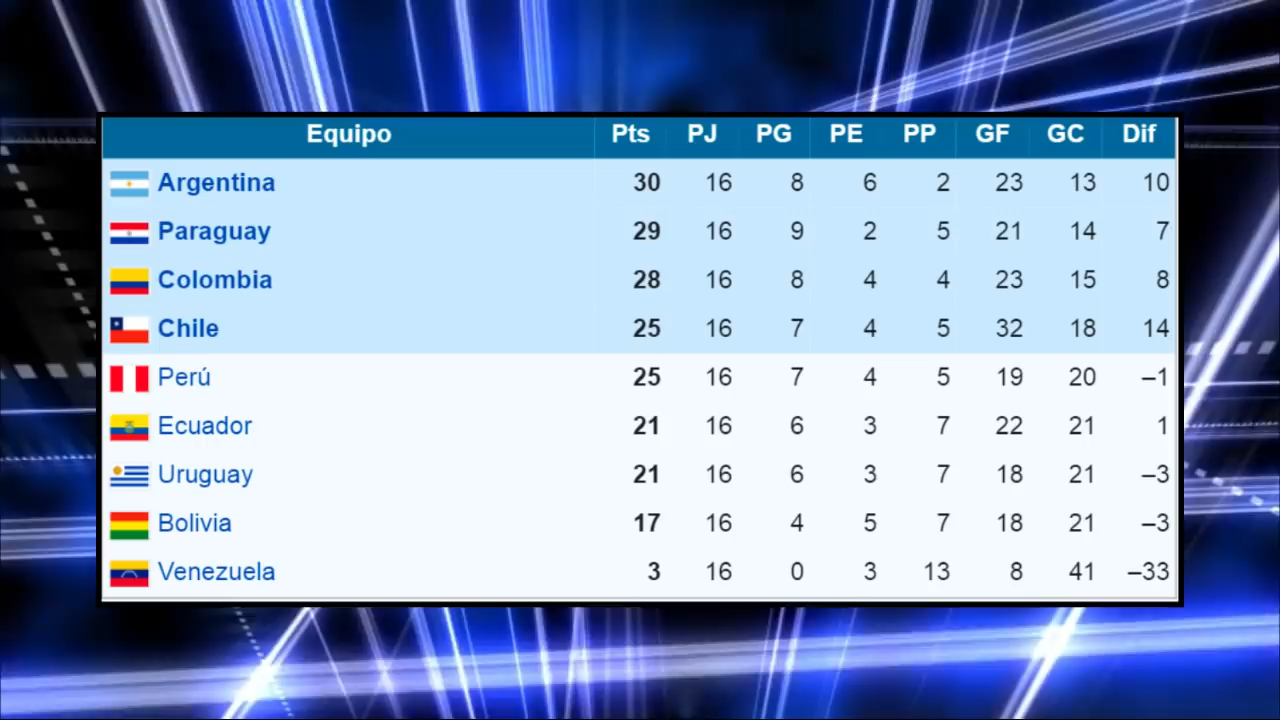 Equipo Pts PJ PG PE PP GF GC Dif
Argentina 30 16 8 6 2 23 13 10
Paraguay 29 16 9 2 5 21 14 7
Colombia 28 16 8 4 4 23 15 8
Chile 25 16 7 4 5 32 18 14
Perú 25 16 7 4 5 19 20 –1
Ecuador 21 16 6 3 7 22 21 1
Uruguay 21 16 6 3 7 18 21 –3
Bolivia 17 16 4 5 7 18 21 –3
Venezuela 3 16 0 3 13 8 41 –33